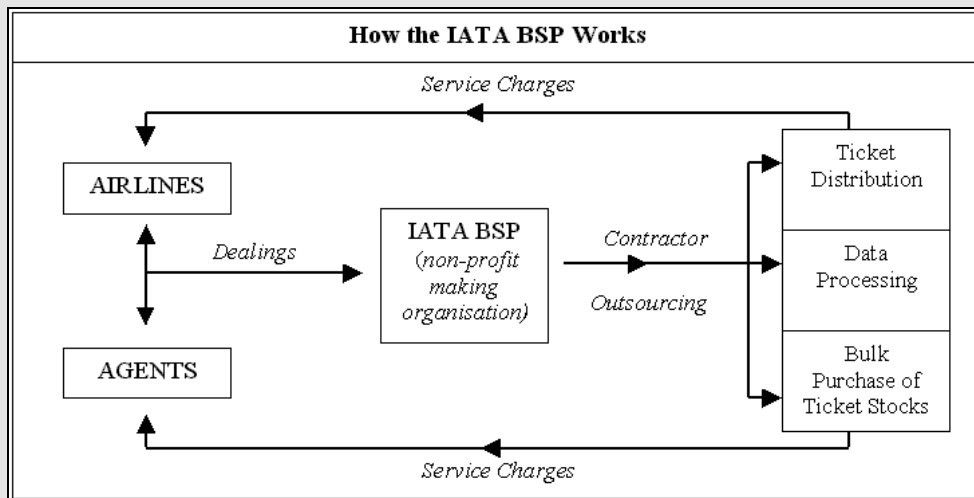 How the IATA BSP Works
Service Charges
AIRLINES
Dealings
AGENTS
IATA BSP
(non-profit
making
organisation)
Contractor
Outsourcing
Ticket
Distribution
Data
Processing
Bulk
Purchase of
Ticket Stocks
Service Charges